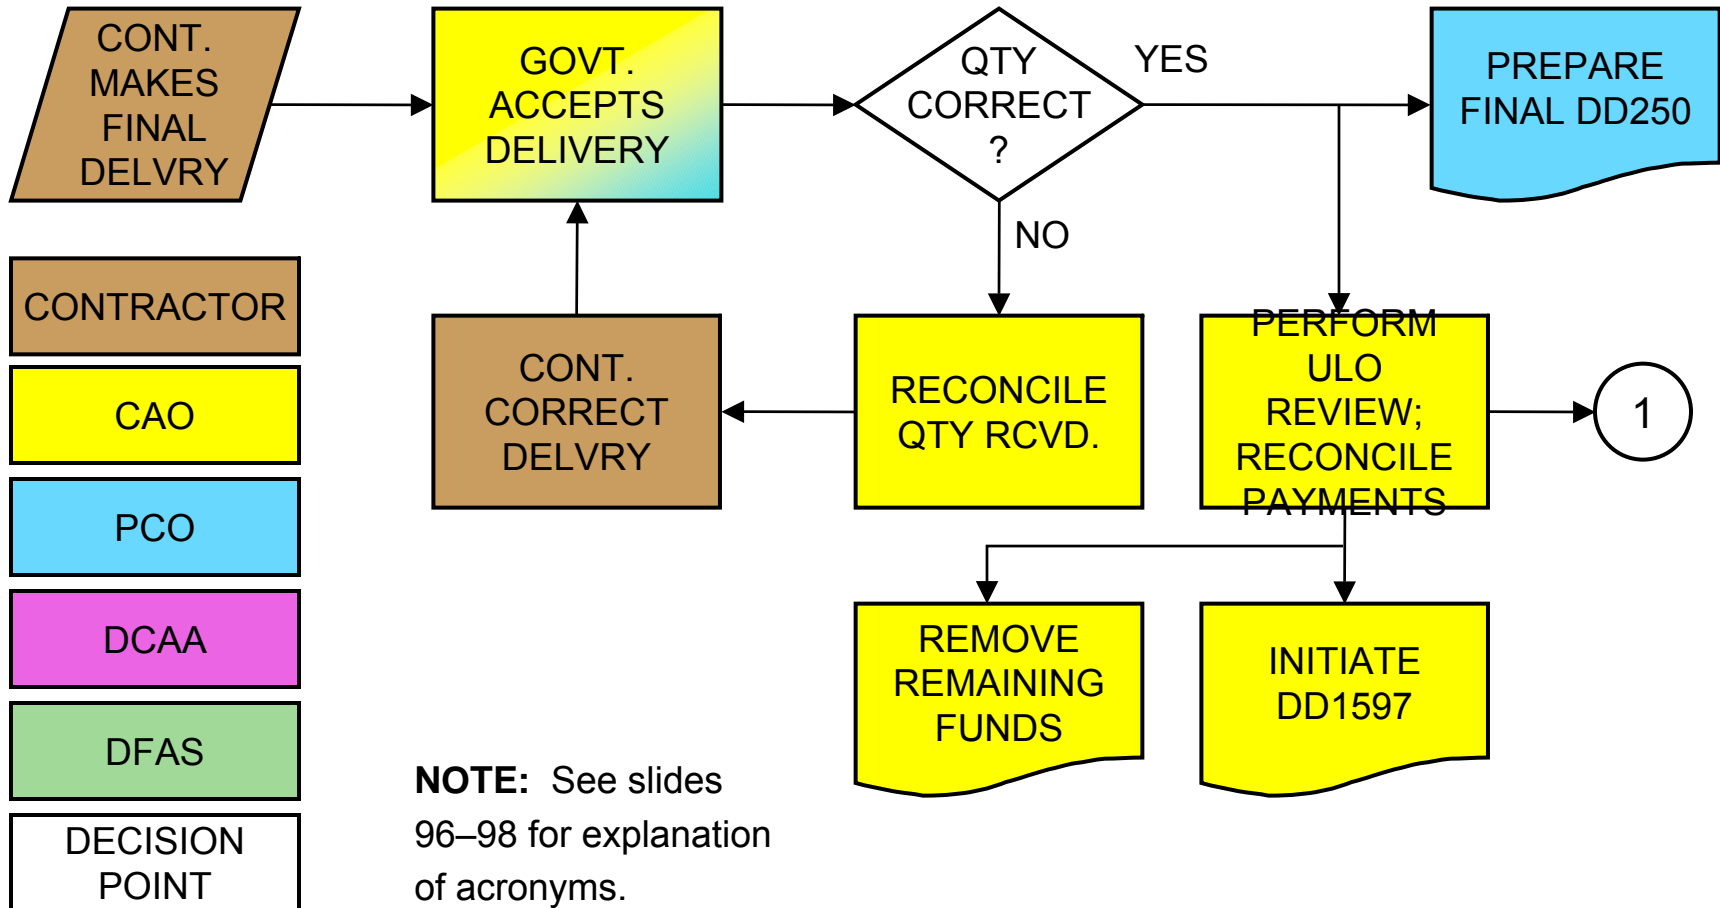 CONT.
MAKES
FINAL
DELVRY
GOVT.
ACCEPTS
DELIVERY
QTY
CORRECT
?
YES
PREPARE
FINAL DD250
NO
CONTRACTOR
CAO
PCO
DCAA
DFAS
DECISION
POINT
CONT.
CORRECT
DELVRY
RECONCILE
QTY RCVD.
PERFORM
ULO
REVIEW;
RECONCILE
PAYMENTS
1
REMOVE
REMAINING
FUNDS
INITIATE
DD1597
NOTE:  See slides
96–98 for explanation
of acronyms.